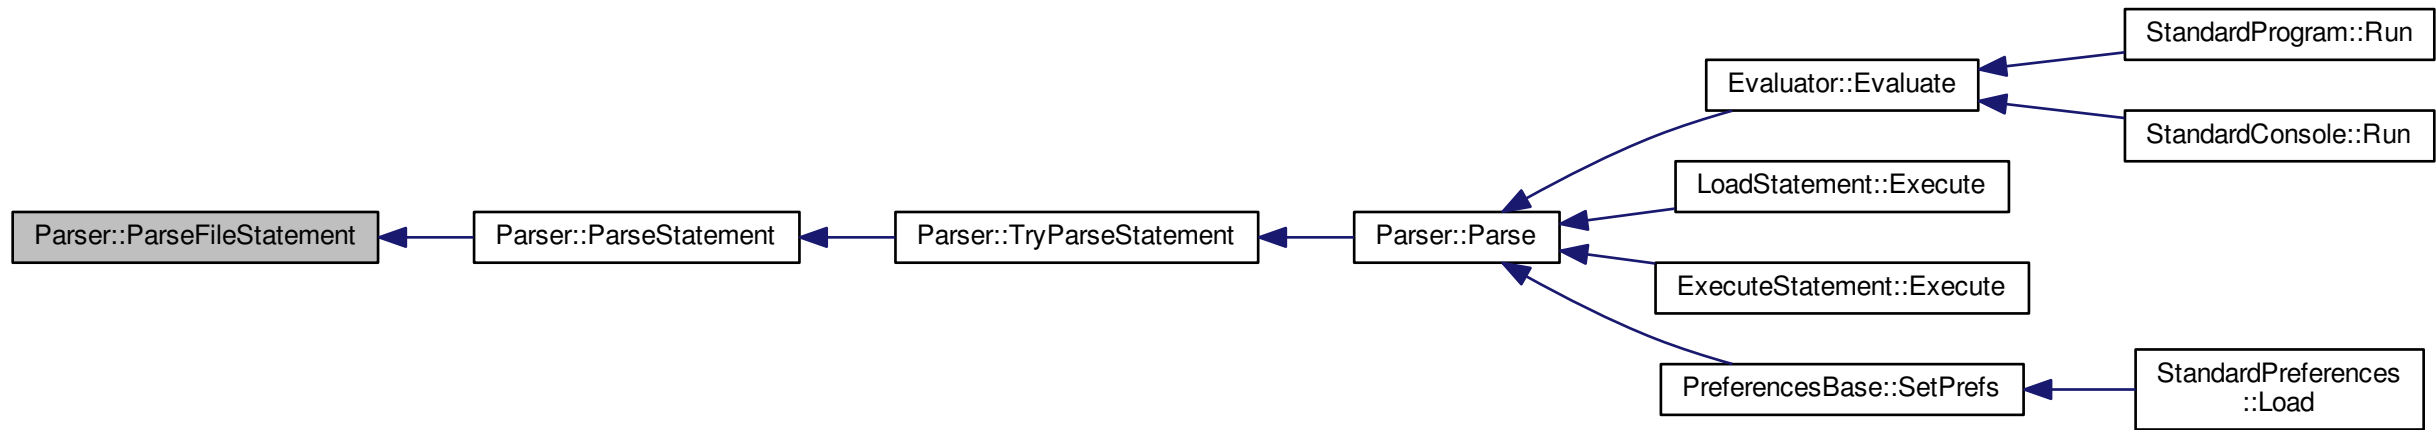 StandardProgram::Run
Evaluator::Evaluate
StandardConsole::Run
LoadStatement::Execute
Parser::ParseFileStatement
Parser::ParseStatement
Parser::TryParseStatement
Parser::Parse
ExecuteStatement::Execute
PreferencesBase::SetPrefs
StandardPreferences
::Load